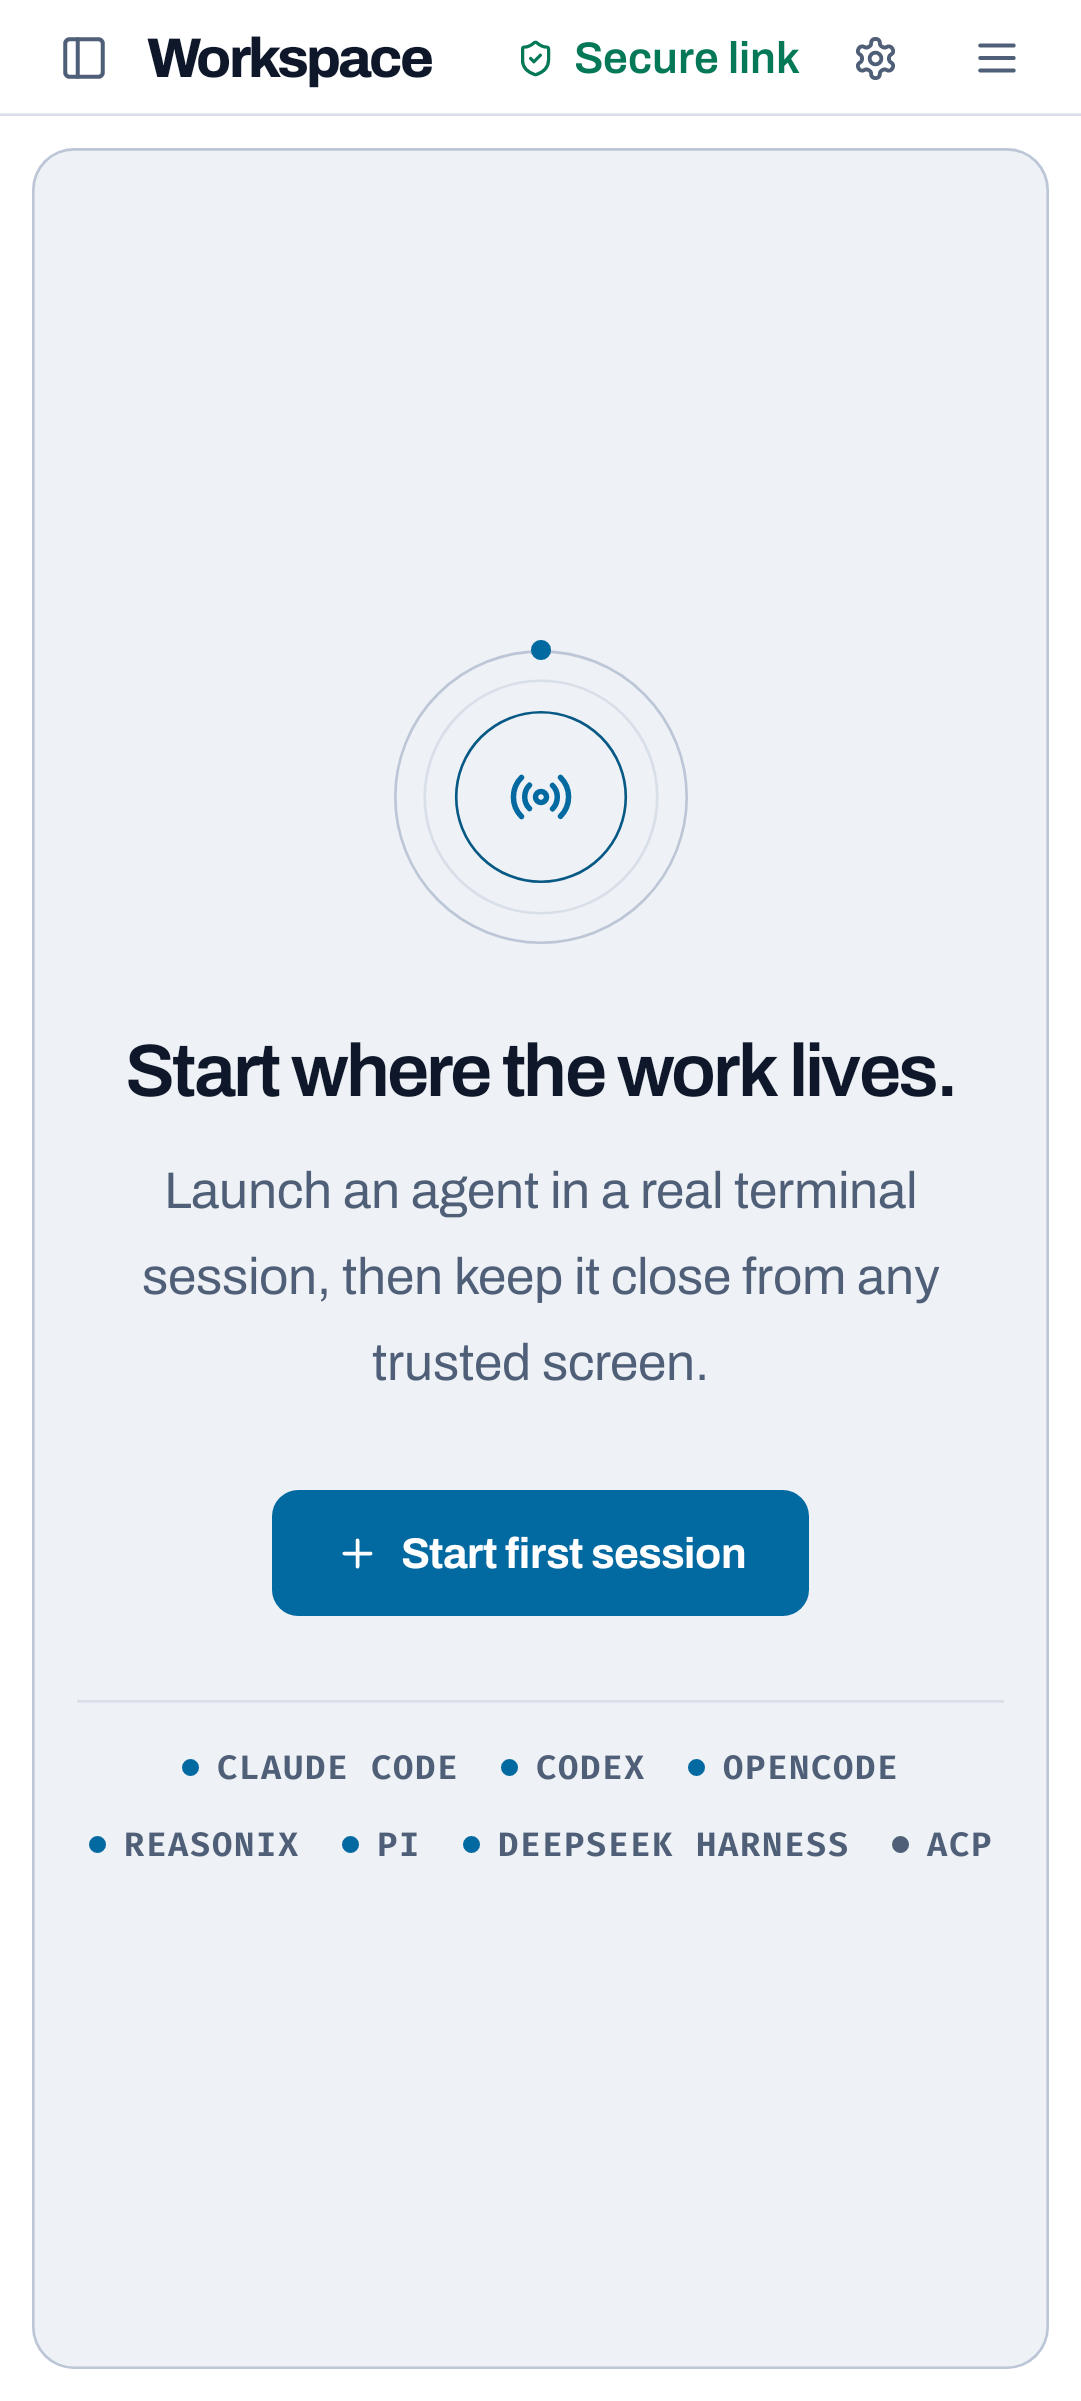 Workspace
Secure link
Start where the work lives.
Launch an agent in a real terminal
session, then keep it close from any
trusted screen.
Start first session
CLAUDE CODE CODEX OPENCODE
REASONIX PI DEEPSEEK HARNESS ACP